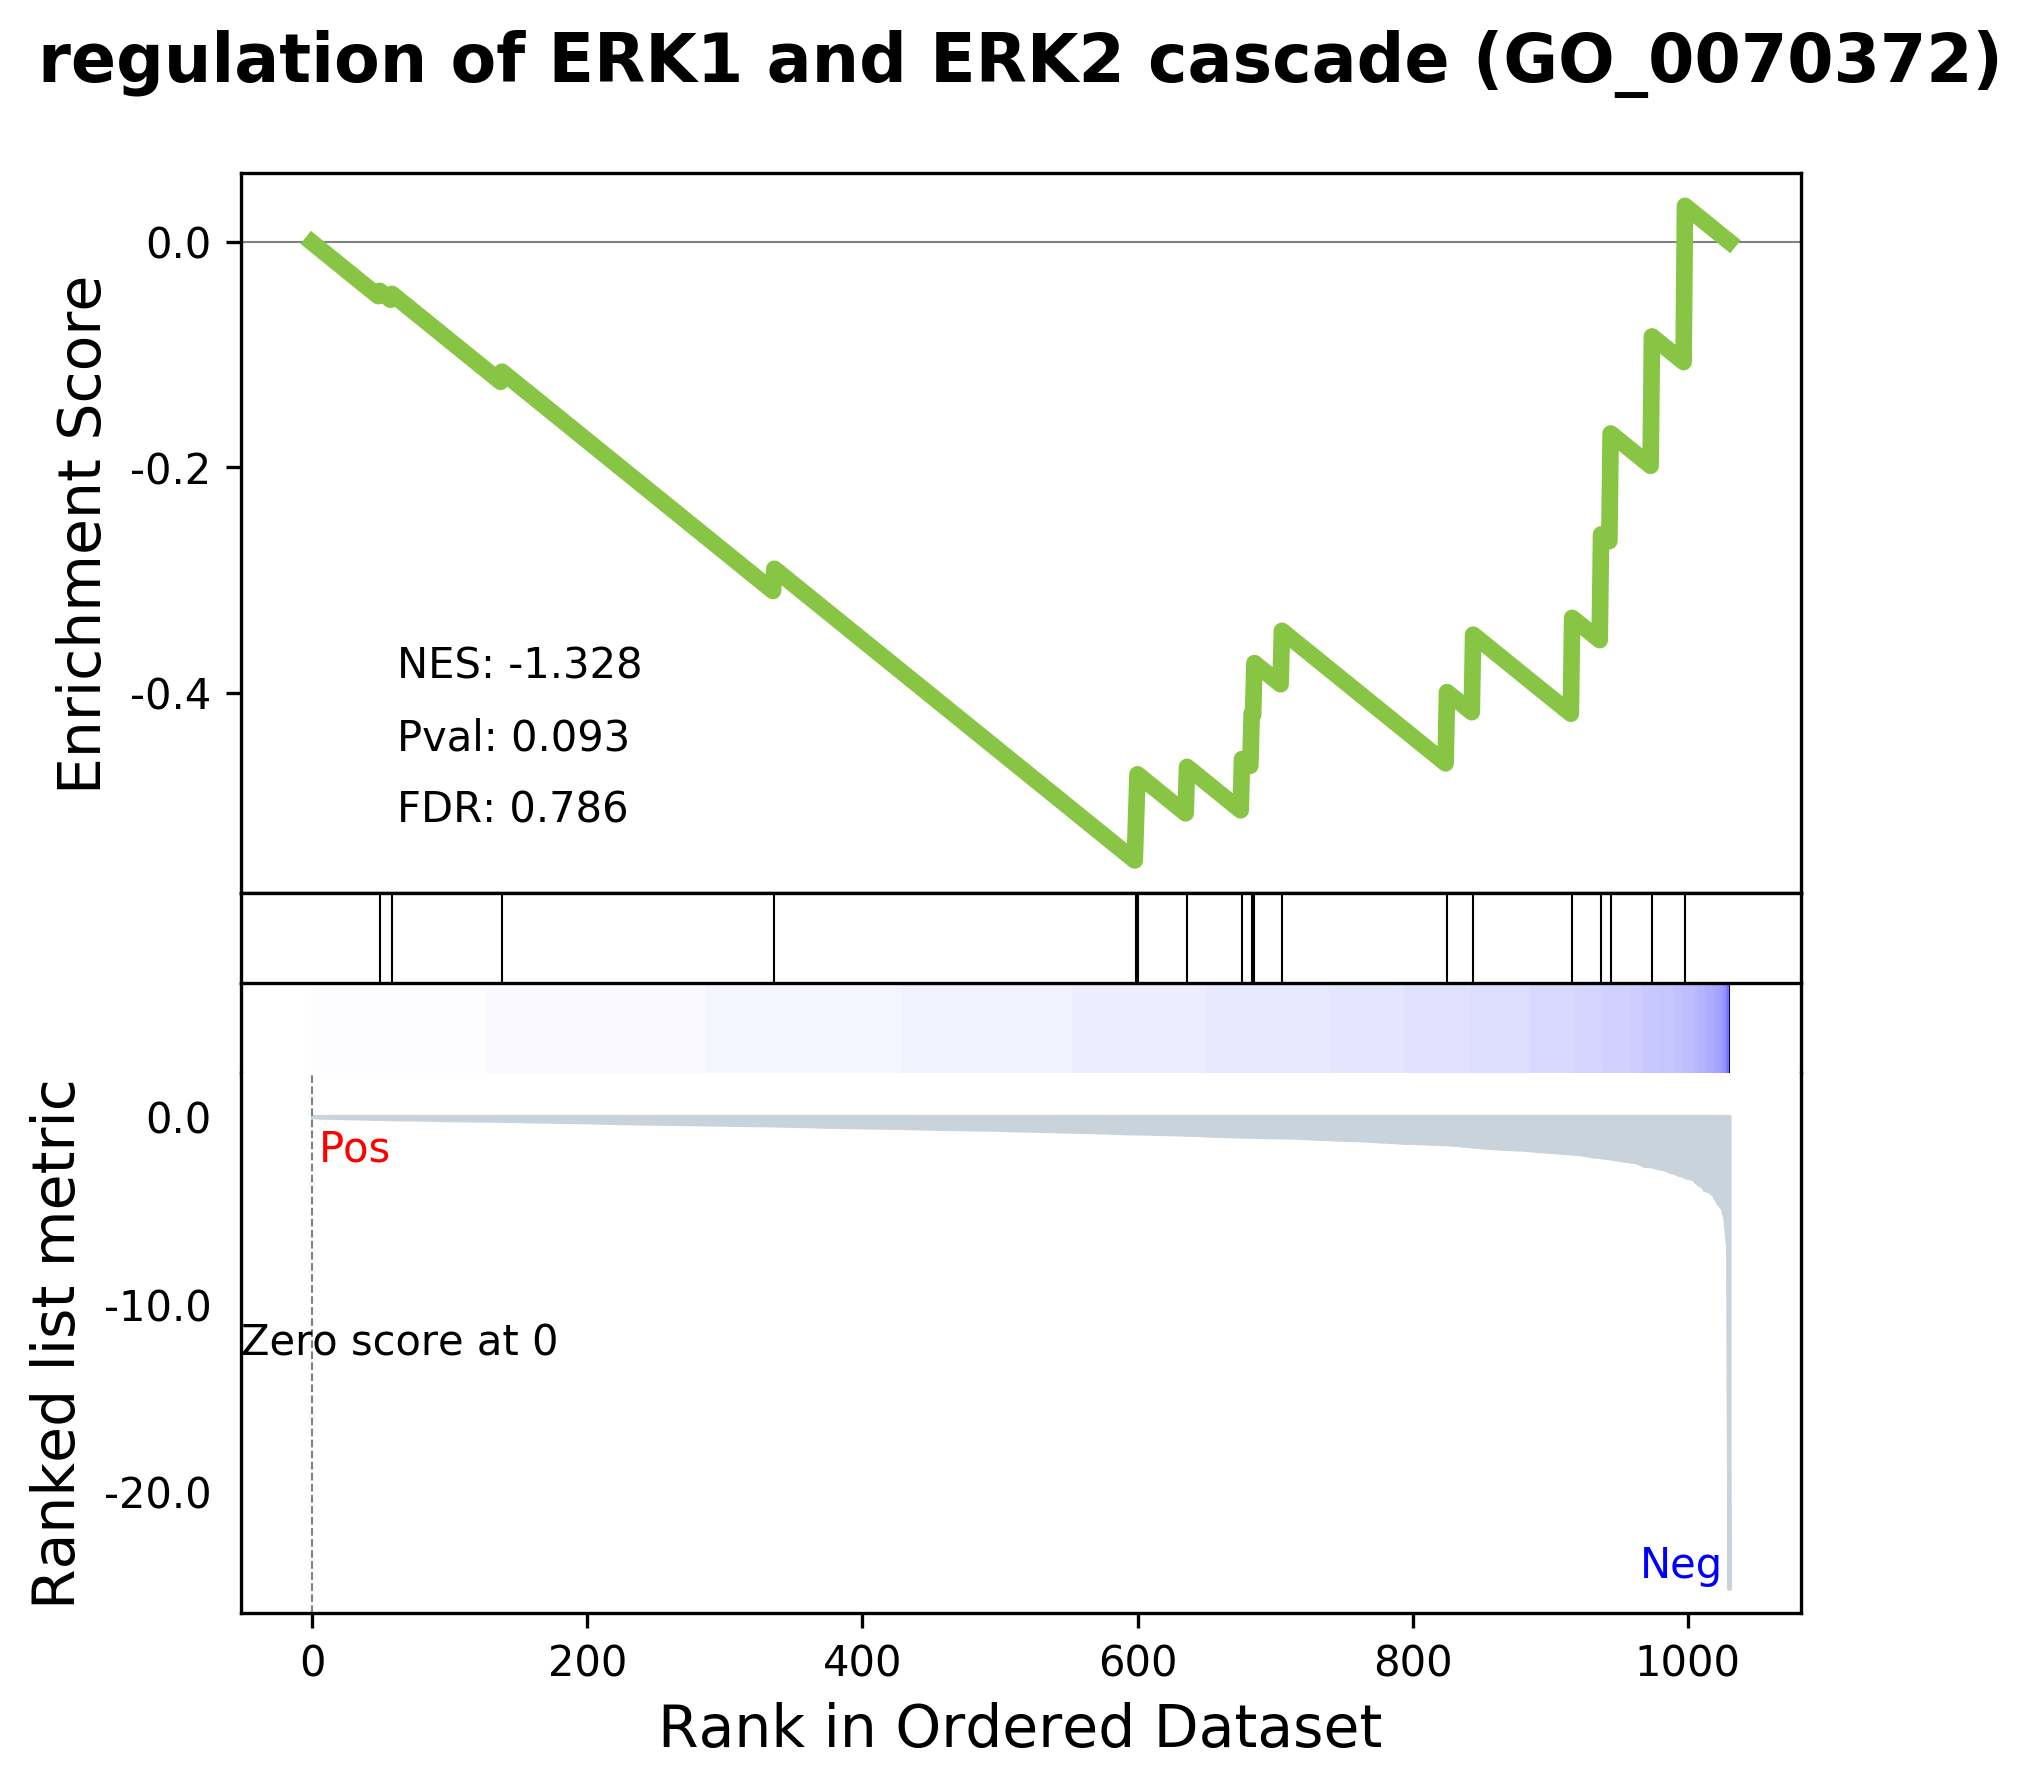 regulation of ERK1 and ERK2 cascade (GO_0070372)
Enrichment Score
0.0
-0.2
-0.4
NES: -1.328
Pval: 0.093
FDR: 0.786
Ranked list metric
0.0
-10.0
-20.0
Pos
Zero score at 0
Neg
0 200 400 600 800 1000
Rank in Ordered Dataset